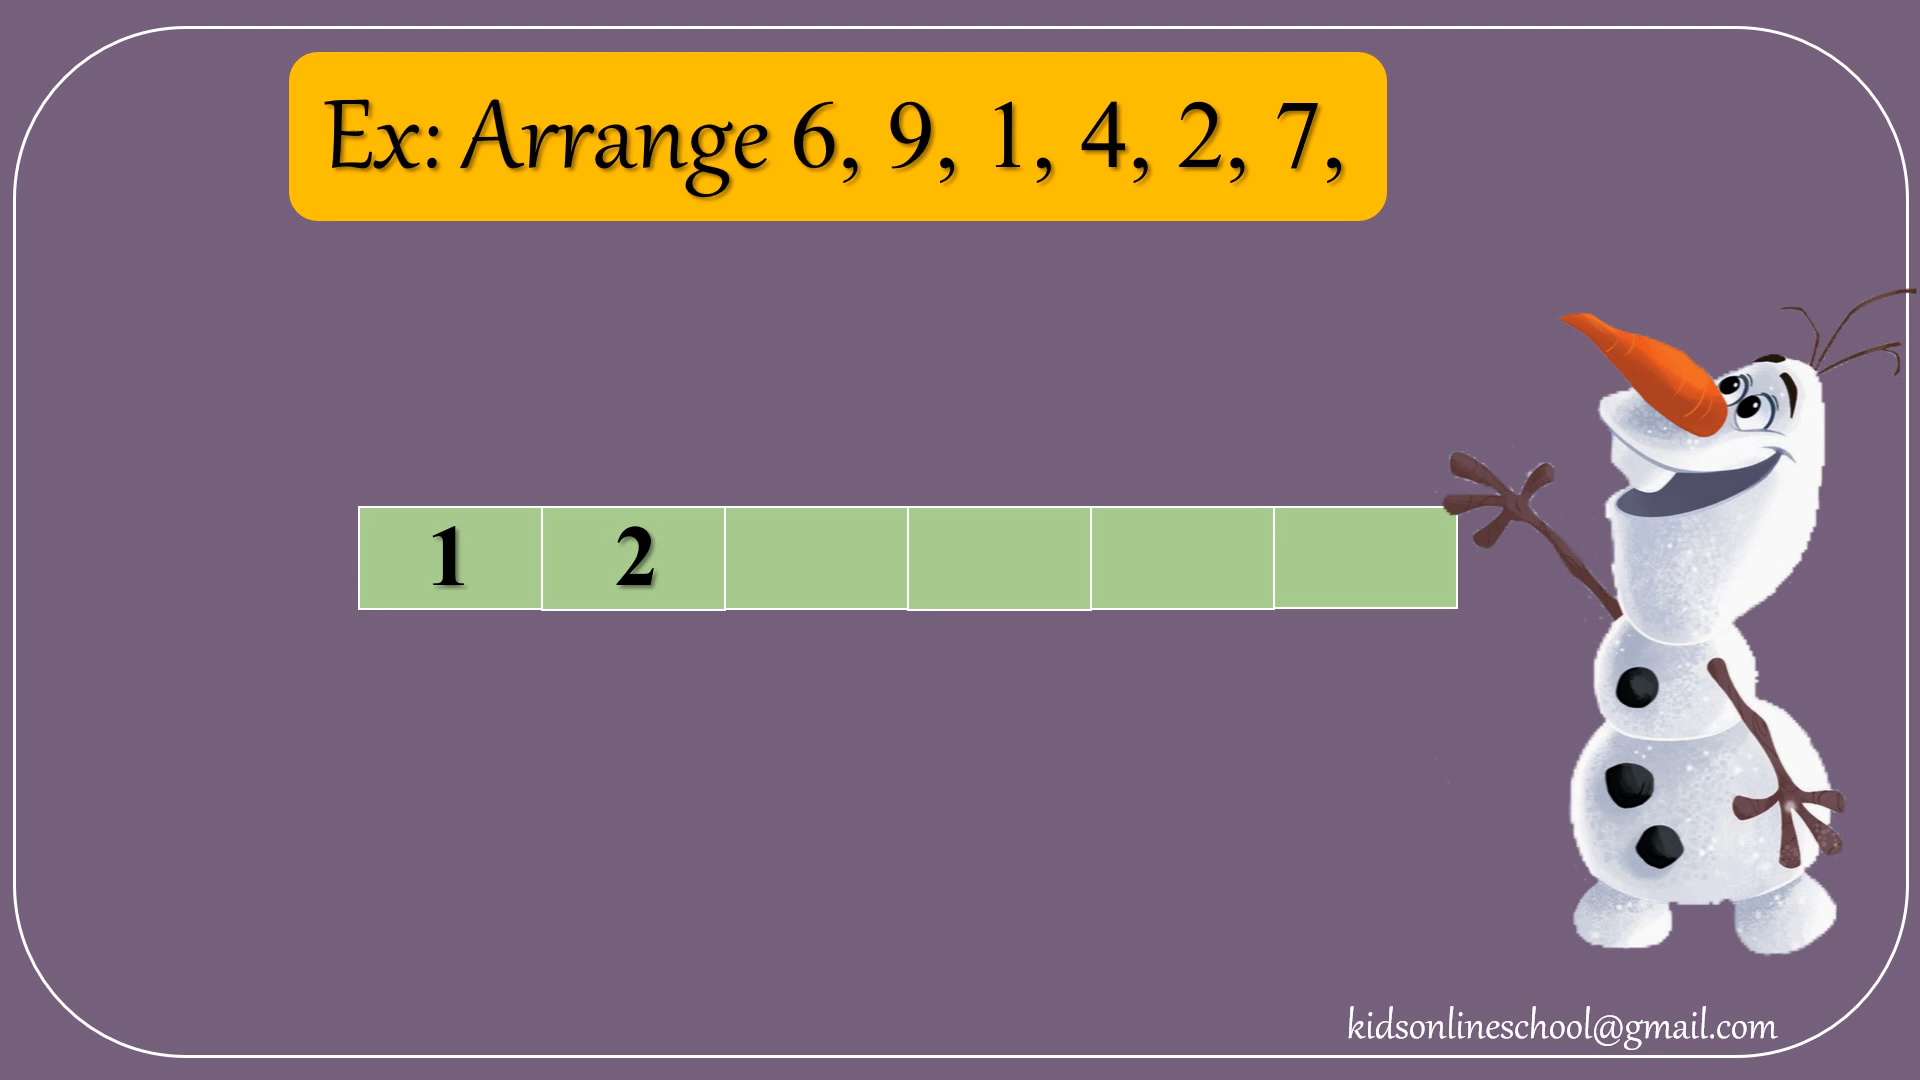 Ex: Arrange 6, 9, 1, 4, 2, 7,
1 2
kidsonlineschool@gmail.com